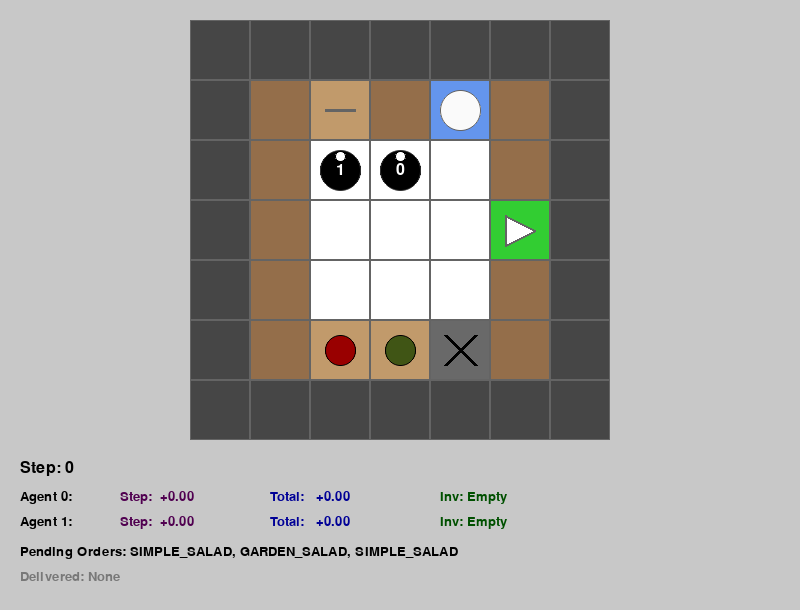 1 0
Step: 0
Agent 0: Step: +0.00 Total: +0.00 Inv: Empty
Agent 1: Step: +0.00 Total: +0.00 Inv: Empty
Pending Orders: SIMPLE_SALAD, GARDEN_SALAD, SIMPLE_SALAD
Delivered: None